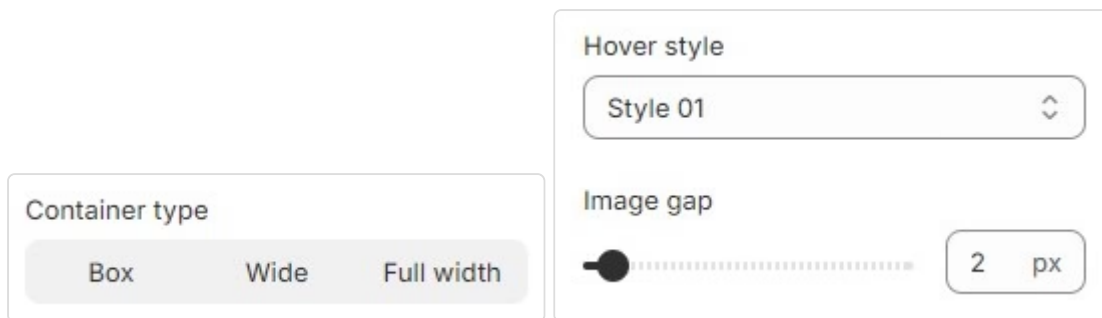 Container type
Box Wide Full width
Hover style
Style 01
Image gap
2 px